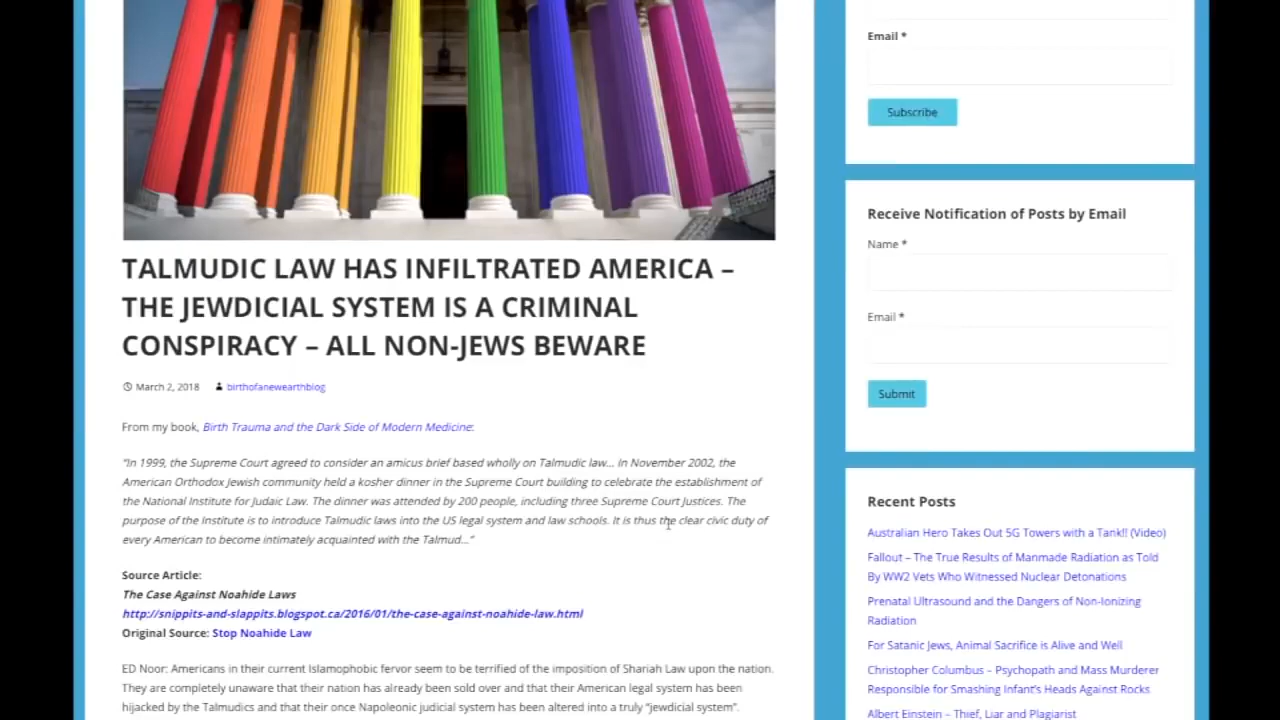 TALMUDIC LAW HAS INFILTRATED AMERICA –
THE JEWDICIAL SYSTEM IS A CRIMINAL
CONSPIRACY – ALL NON-JEWS BEWARE
March 2, 2018 birthofanewearthblog
From my book, Birth Trauma and the Dark Side of Modern Medicine:
"In 1999, the Supreme Court agreed to consider an amicus brief based wholly on Talmudic law... In November 2002, the
American Orthodox Jewish community held a kosher dinner in the Supreme Court building to celebrate the establishment of
the National Institute for Judaic Law. The dinner was attended by 200 people, including three Supreme Court Justices. The
purpose of the Institute is to introduce Talmudic laws into the US legal system and law schools. It is thus the clear civic duty of
every American to become intimately acquainted with the Talmud..."
Source Article:
The Case Against Noahide Laws
http://snippits-and-slappits.blogspot.ca/2016/01/the-case-against-noahide-law.html
Original Source: Stop Noahide Law
ED Noor: Americans in their current Islamophobic fervor seem to be terrified of the imposition of Shariah Law upon the nation.
They are completely unaware that their nation has already been sold over and that their American legal system has been
hijacked by the Talmudics and that their once Napoleonic judicial system has been altered into a truly "jewdicial system".
Email *
Subscribe
Receive Notification of Posts by Email
Name *
Email *
Submit
Recent Posts
Australian Hero Takes Out 5G Towers with a Tank!! (Video)
Fallout – The True Results of Manmade Radiation as Told
By WW2 Vets Who Witnessed Nuclear Detonations
Prenatal Ultrasound and the Dangers of Non-Ionizing
Radiation
For Satanic Jews, Animal Sacrifice is Alive and Well
Christopher Columbus – Psychopath and Mass Murderer
Responsible for Smashing Infant's Heads Against Rocks
Albert Einstein – Thief, Liar and Plagiarist